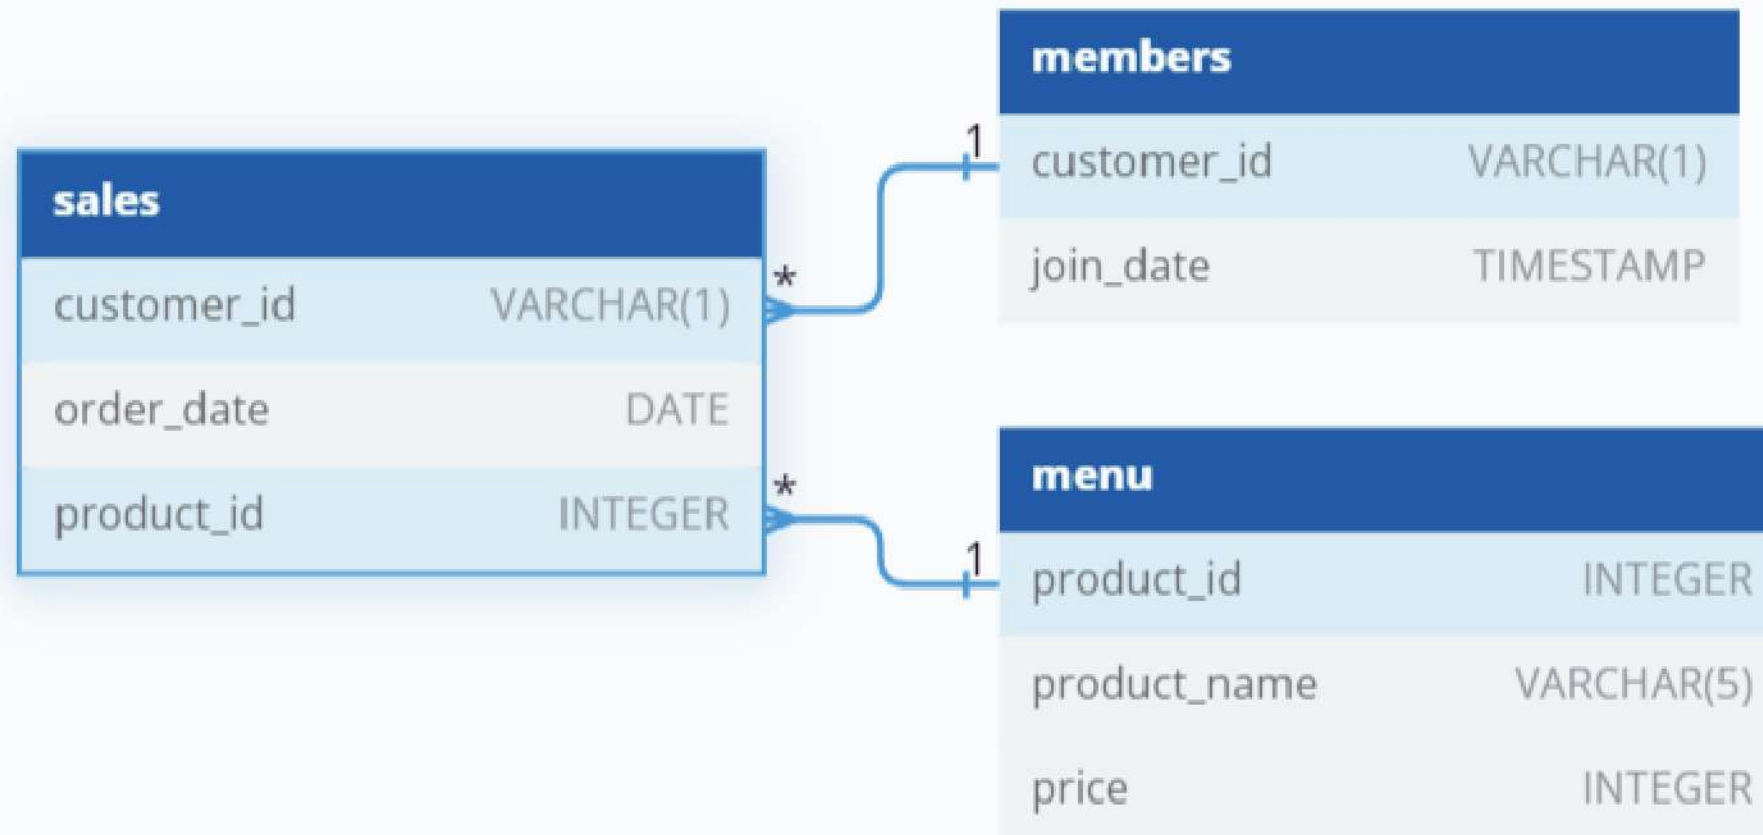 sales
customer_id VARCHAR(1)
order_date DATE
product_id INTEGER
*
*
1
1
members
customer_id VARCHAR(1)
join_date TIMESTAMP
menu
product_id INTEGER
product_name VARCHAR(5)
price INTEGER